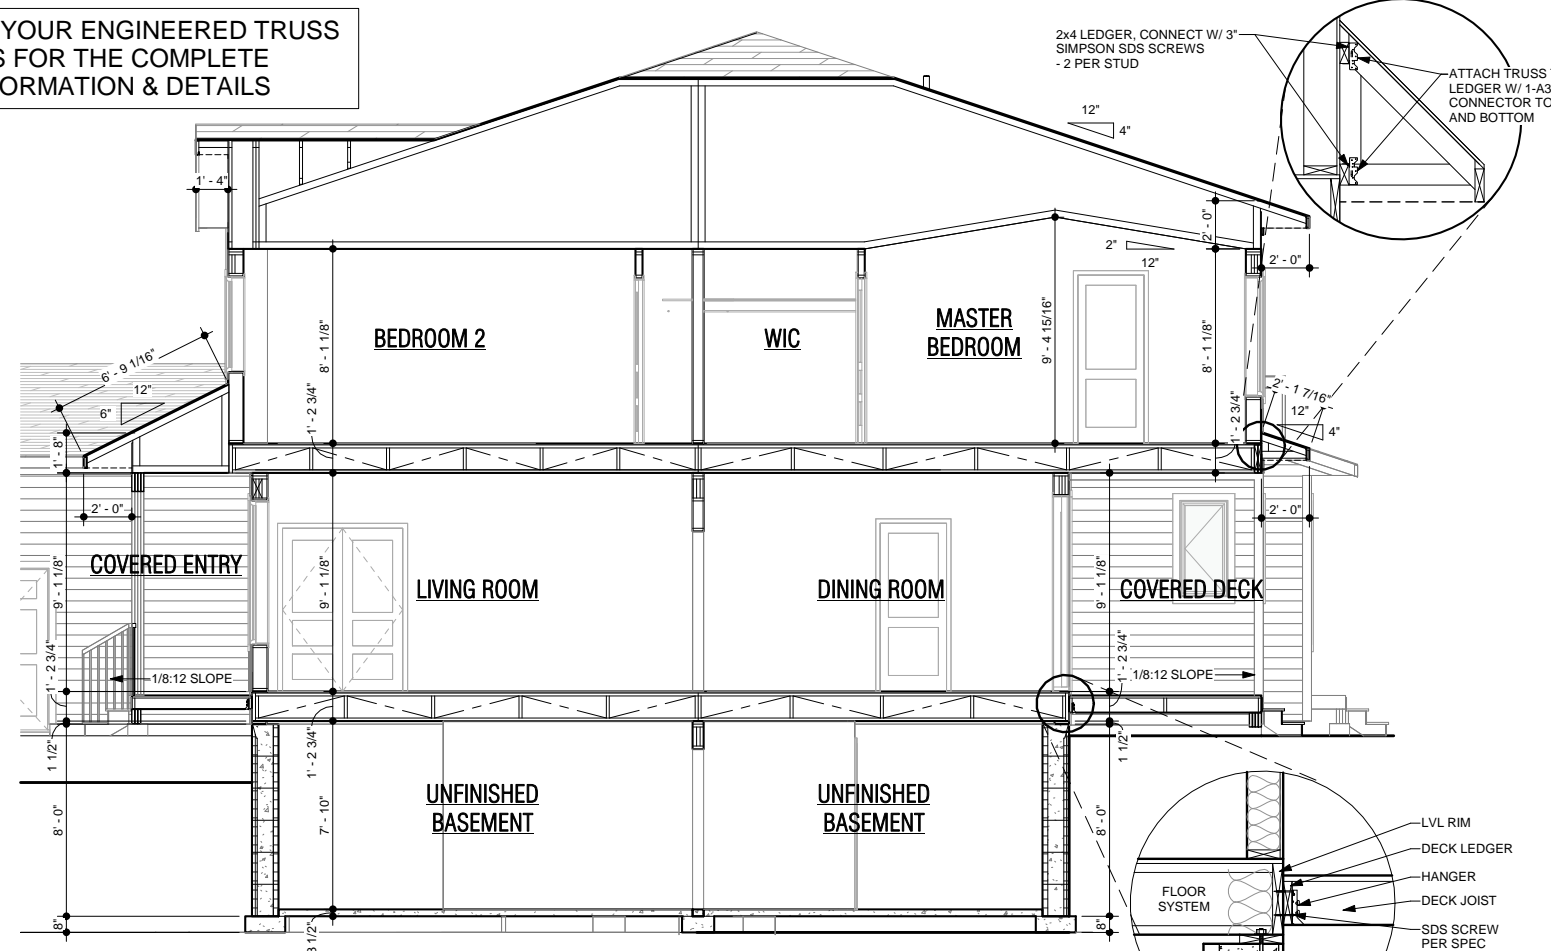 YOUR ENGINEERED TRUSS
FOR THE COMPLETE
& DETAILS
2x4 LEDGER, CONNECT W/ 3"
SIMPSON SDS SCREWS
- 2 PER STUD
ATTACH TRUSS
LEDGER W/ 1-A3
CONNECTOR TO
AND BOTTOM
12"
4"
1' - 4"
2' - 0"
2"
12"
2' - 0"
8' - 1 1/8"
BEDROOM 2
WIC
MASTER
BEDROOM
9' - 4 15/16"
8' - 1 1/8"
6' - 9 1/16"
12"
6"
1' - 2 3/4"
2' - 1 7/16"
12"
4"
1' - 2 3/4"
1' - 8"
2' - 0"
2' - 0"
COVERED ENTRY
9' - 1 1/8"
9' - 1 1/8"
LIVING ROOM
DINING ROOM
9' - 1 1/8"
COVERED DECK
1' - 2 3/4"
1/8:12 SLOPE
1' - 2 3/4"
1/8:12 SLOPE
1 1/2"
1' - 2 3/4"
1 1/2"
8' - 0"
7' - 10"
UNFINISHED
BASEMENT
UNFINISHED
BASEMENT
8' - 0"
8"
1/2"
8"
LVL RIM
DECK LEDGER
HANGER
DECK JOIST
SDS SCREW
PER SPEC
FLOOR
SYSTEM